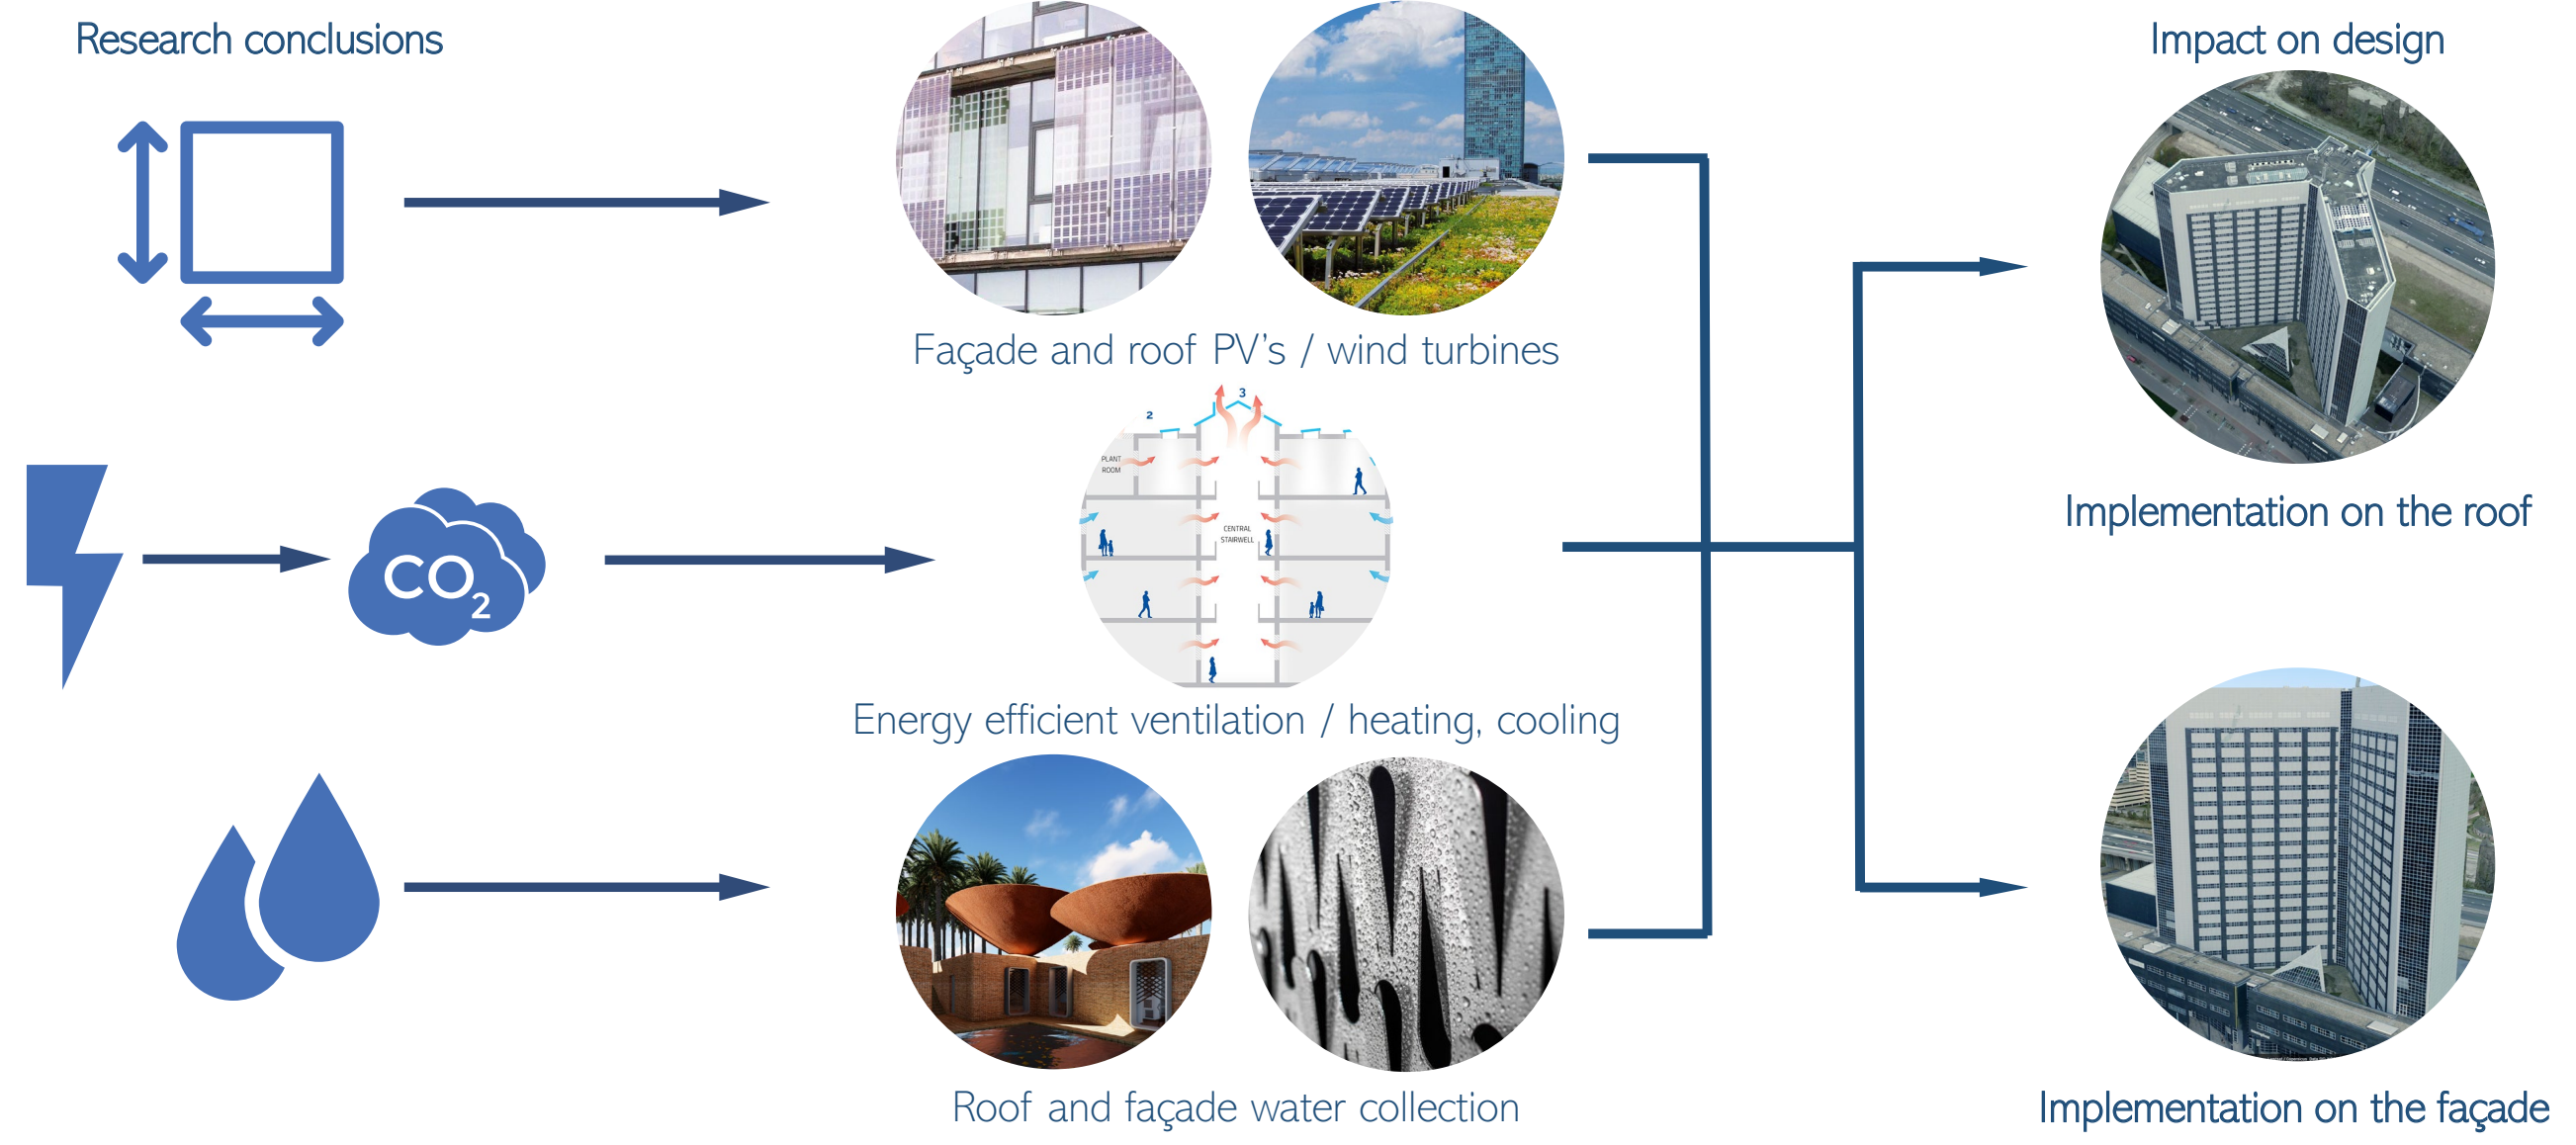 Research conclusions
Impact on design
Façade and roof PV's / wind turbines
2
3
PLANT
ROOM
CENTRAL
STAIRWELL
CO2
Implementation on the roof
Energy efficient ventilation / heating, cooling
Roof and façade water collection
Implementation on the façade